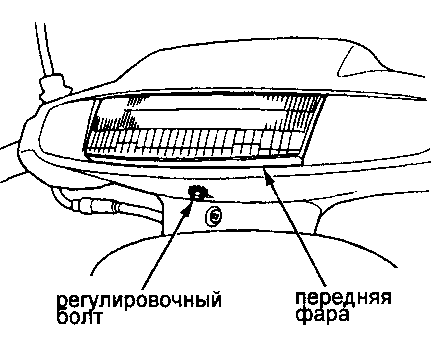 регулировочный
болт
передняя
фара